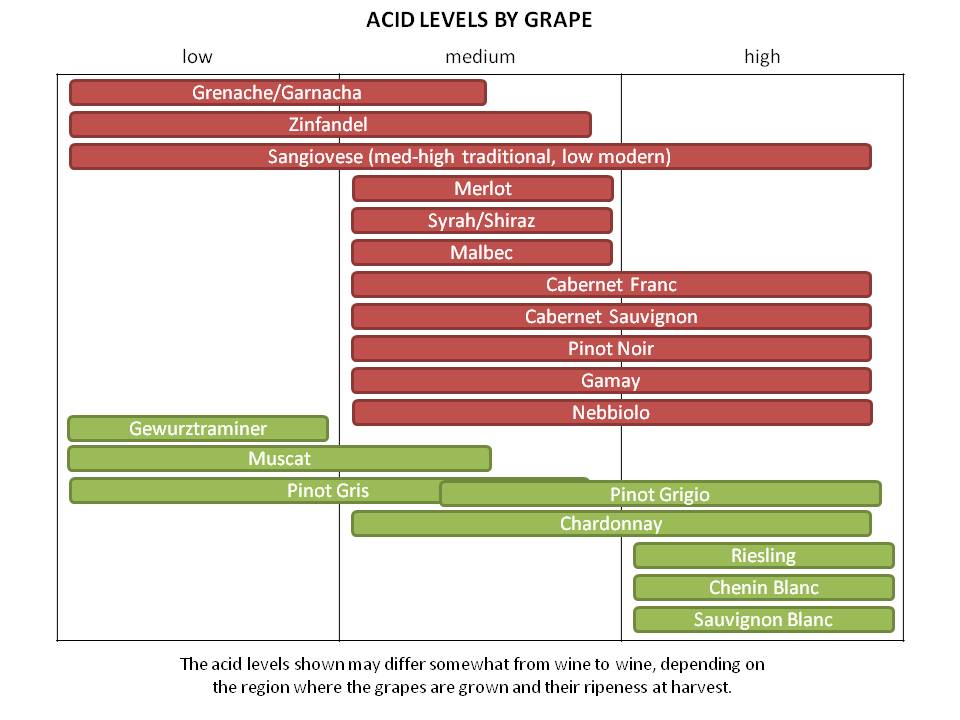 ACID LEVELS BY GRAPE
low medium high
Grenache/Garnacha
Zinfandel
Sangiovese (med-high traditional, low modern)
Merlot
Syrah/Shiraz
Malbec
Cabernet Franc
Cabernet Sauvignon
Pinot Noir
Gamay
Nebbiolo
Gewurztraminer
Muscat
Pinot Gris Pinot Grigio
Chardonnay
Riesling
Chenin Blanc
Sauvignon Blanc
The acid levels shown may differ somewhat from wine to wine, depending on
the region where the grapes are grown and their ripeness at harvest.